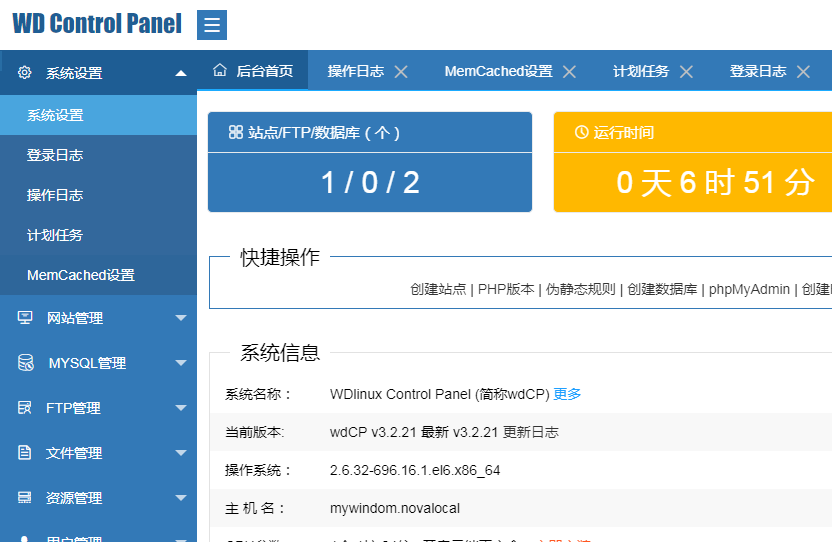 WD Control Panel
系统设置
后台首页 操作日志 MemCached设置 计划任务 登录日志
系统设置
登录日志
操作日志
计划任务
MemCached设置
网站管理
MYSQL管理
FTP管理
文件管理
资源管理
用户管理
站点/FTP/数据库（个）
1 / 0 / 2
运行时间
0 天 6 时 51 分
快捷操作
创建站点 | PHP版本 | 伪静态规则 | 创建数据库 | phpMyAdmin | 创建
系统信息
系统名称： WDlinux Control Panel (简称wdCP) 更多
当前版本: wdCP v3.2.21 最新 v3.2.21 更新日志
操作系统： 2.6.32-696.16.1.el6.x86_64
主 机 名： mywindom.novalocal